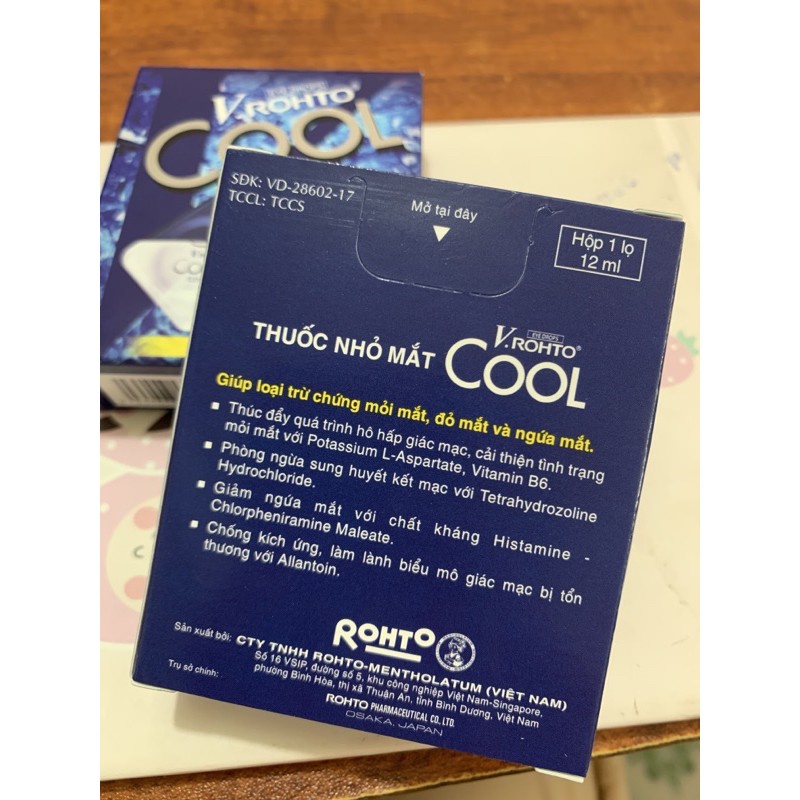 EYE DROPS
V.ROHTO®
COOL
SĐK: VD-28602-17
TCCL: TCCS
Mở tại đây
Hộp 1 lọ
12 ml
THUỐC NHỎ MẮT
EYE DROPS
V.ROHTO®
COOL
Giúp loại trừ chứng mỏi mắt, đỏ mắt và ngứa mắt.
Thúc đẩy quá trình hô hấp giác mạc, cải thiện tình trạng
mỏi mắt với Potassium L-Aspartate, Vitamin B6.
Phòng ngừa sung huyết kết mạc với Tetrahydrozoline
Hydrochloride.
Giảm ngứa mắt với chất kháng Histamine -
Chlorpheniramine Maleate.
Chống kích ứng, làm lành biểu mô giác mạc bị tổn
thương với Allantoin.
ROHTO
Sản xuất bởi: CTY TNHH ROHTO-MENTHOLATUM (VIỆT NAM)
Số 16 VSIP, đường số 5, khu công nghiệp Việt Nam-Singapore,
Trụ sở chính: phường Bình Hòa, thị xã Thuận An, tỉnh Bình Dương, Việt Nam
ROHTO PHARMACEUTICAL CO., LTD.
OSAKA, JAPAN